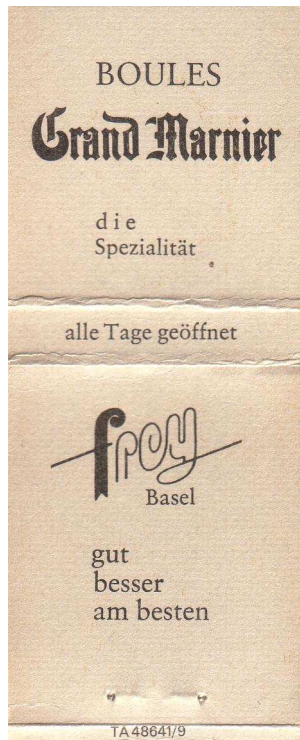 BOULES
Grand Marnier
die
Spezialität
alle Tage geöffnet
frey
Basel
gut
besser
am besten
TA 48641/9